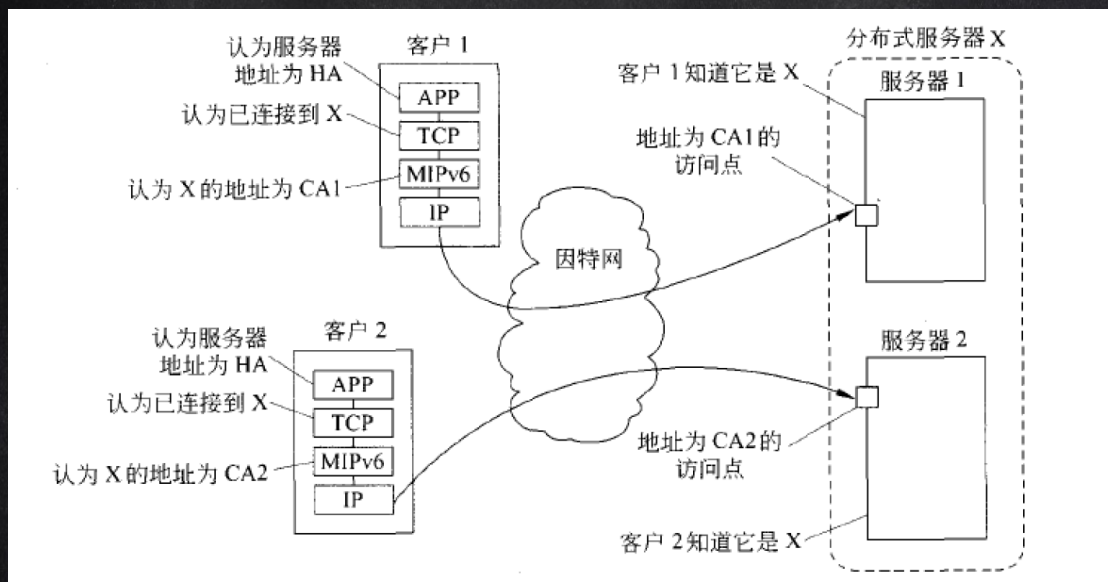 分布式服务器 X
认为服务器
地址为 HA
客户 1
APP
认为已连接到 X
TCP
认为 X 的地址为 CA1
MIPv6
IP
客户 1 知道它是 X
服务器 1
地址为 CA1 的
访问点
因特网
认为服务器
地址为 HA
客户 2
APP
认为已连接到 X
TCP
认为 X 的地址为 CA2
MIPv6
IP
服务器 2
地址为 CA2 的
访问点
客户 2 知道它是 X